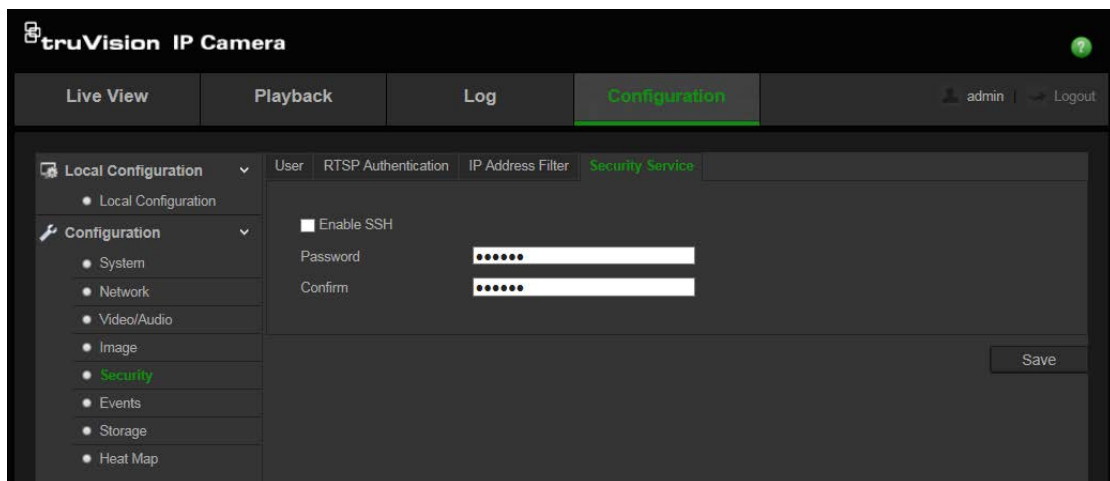 truVision IP Camera
?
Live View Playback Log Configuration admin | Logout
Local Configuration
Local Configuration
Configuration
System
Network
Video/Audio
Image
Security
Events
Storage
Heat Map
User RTSP Authentication IP Address Filter Security Service
Enable SSH
Password ●●●●●●
Confirm ●●●●●●
Save